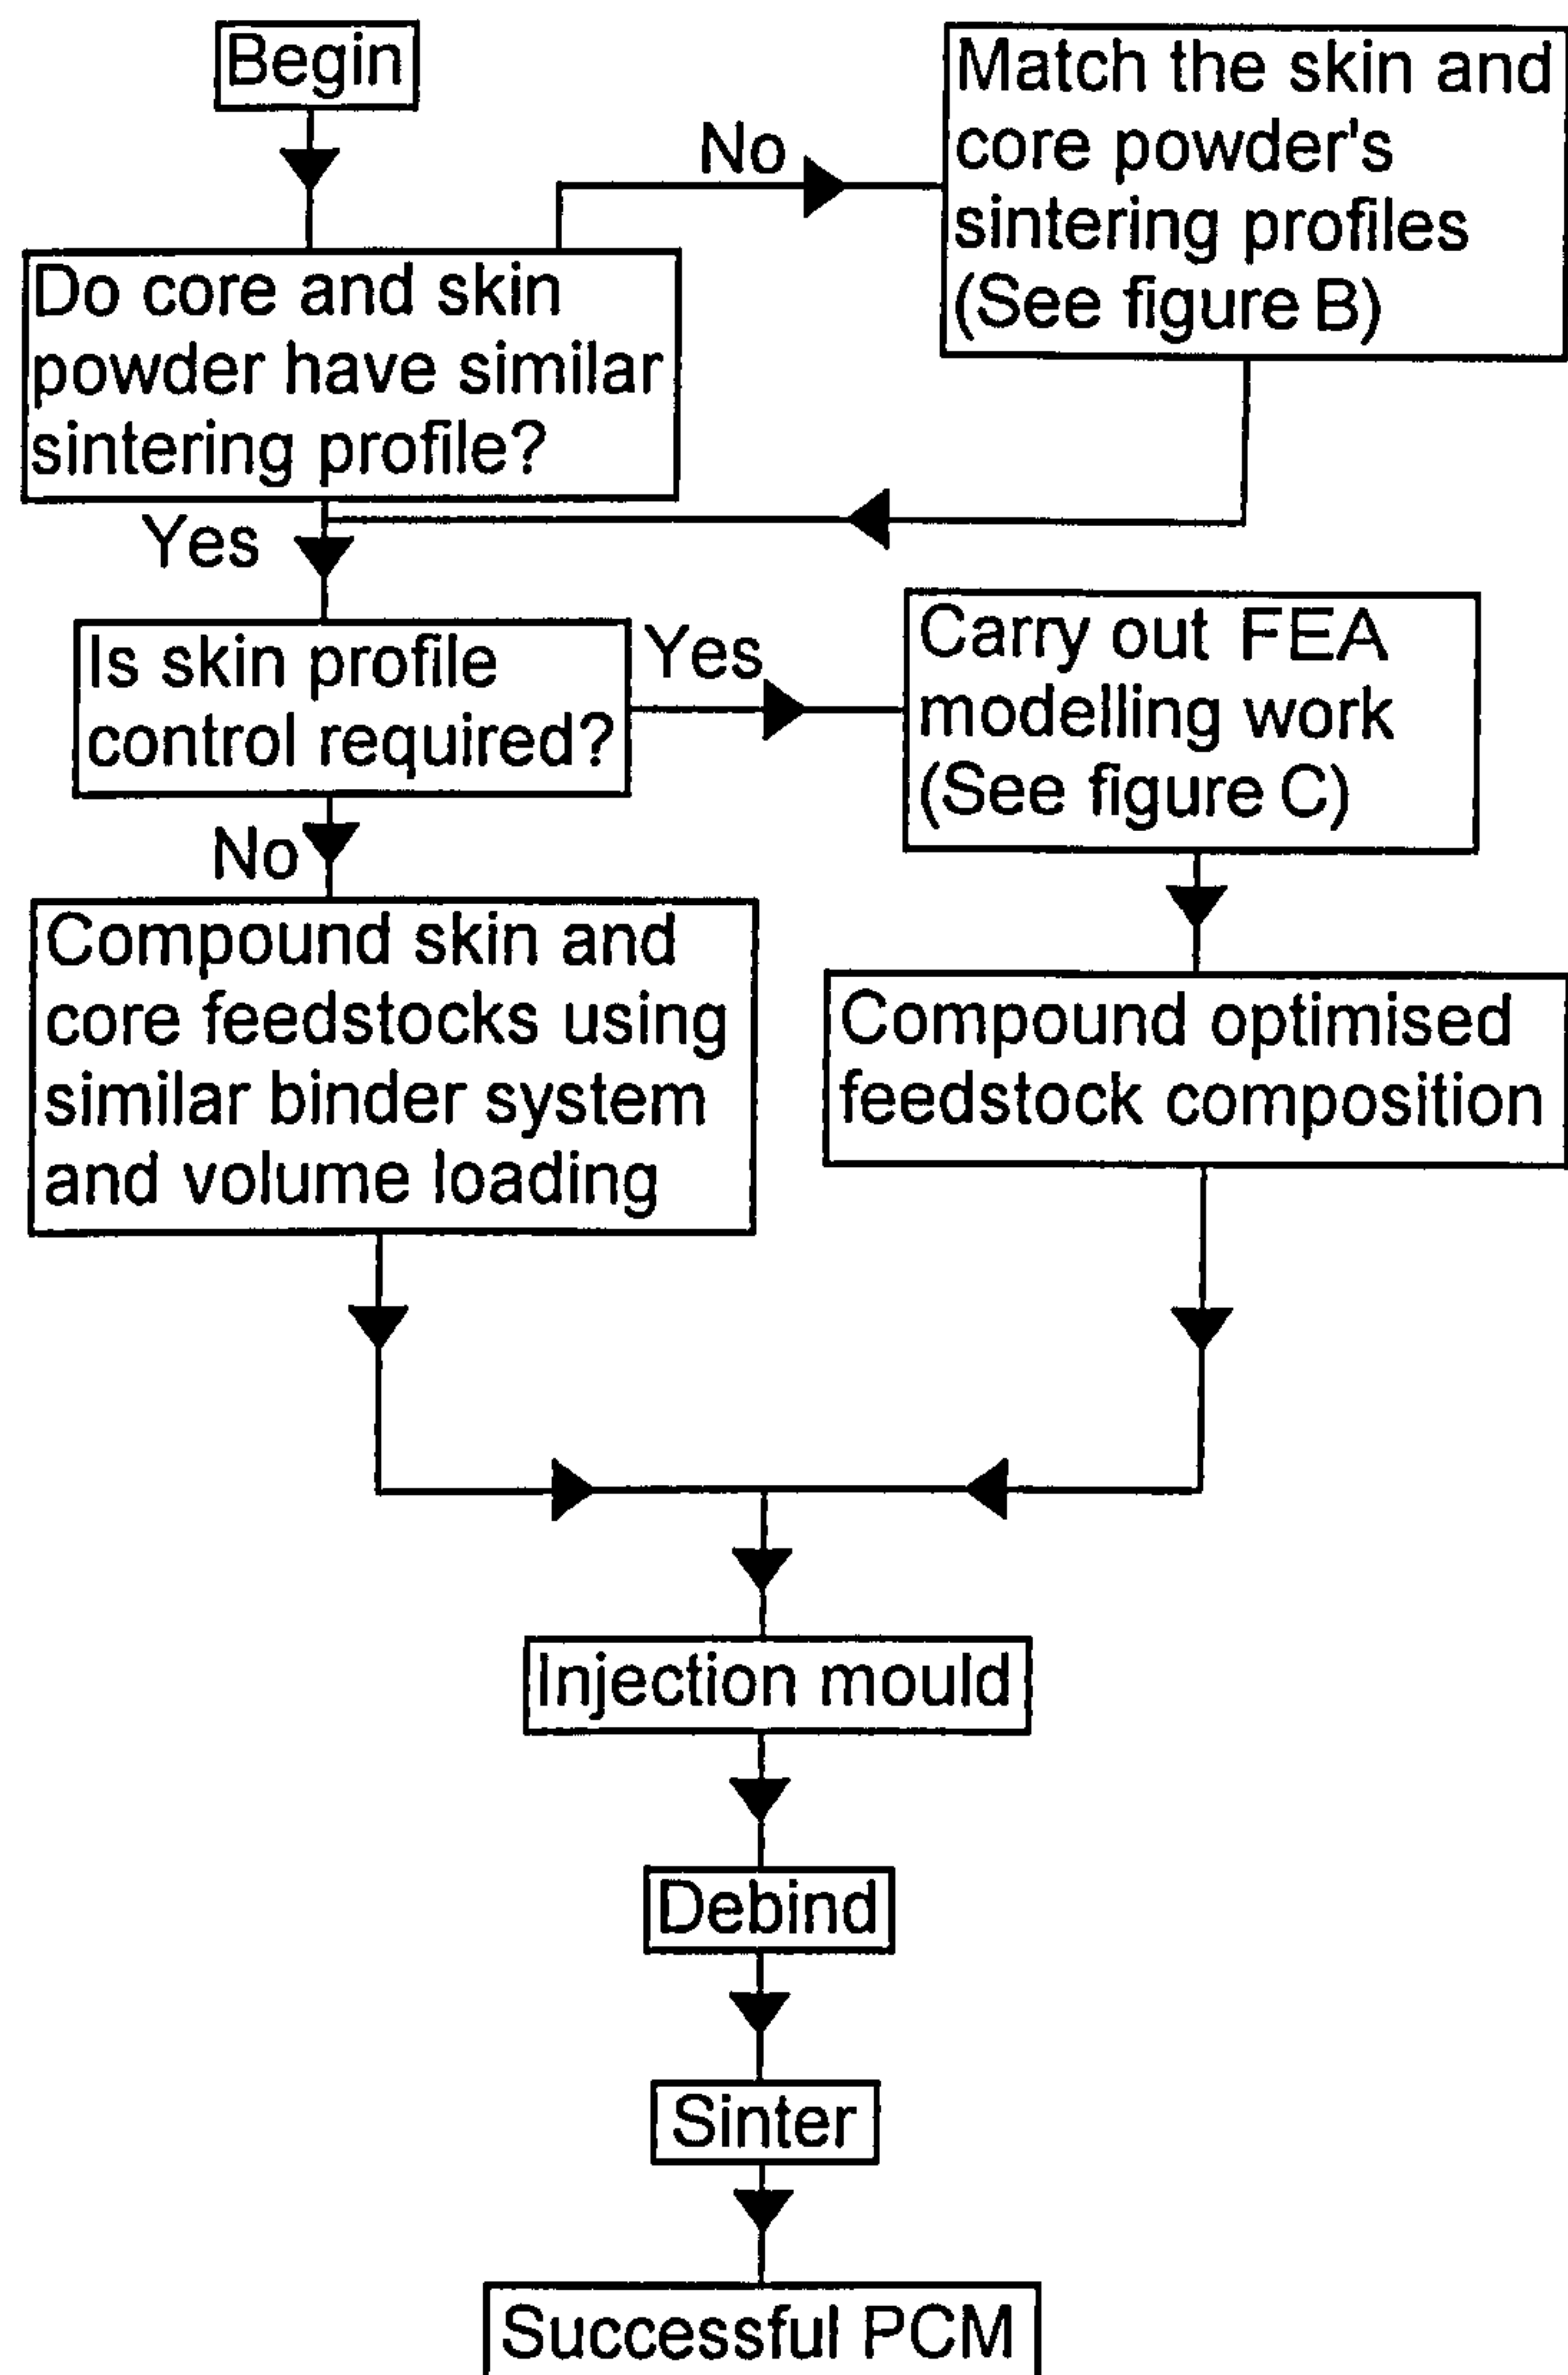 Begin
No
Match the skin and
core powder's
sintering profiles
(See figure B)
Do core and skin
powder have similar
sintering profile?
Yes
Is skin profile
control required?
Yes
Carry out FEA
modelling work
(See figure C)
No
Compound skin and
core feedstocks using
similar binder system
and volume loading
Compound optimised
feedstock composition
Injection mould
Debind
Sinter
Successful PCM